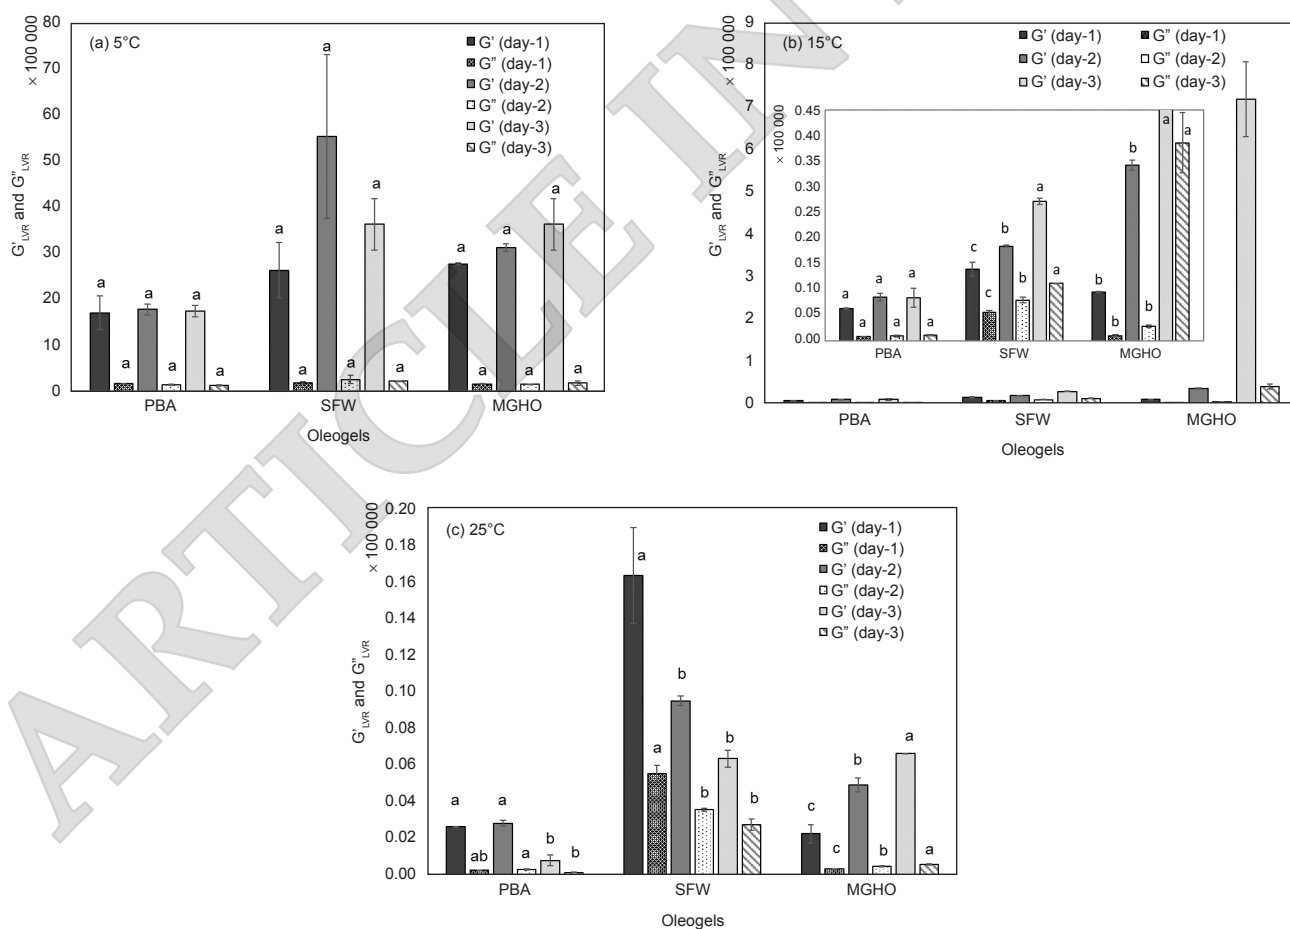 ARTICLE IN
(a) 5°C
× 100 000
G'LVR and G"LVR
80
70
60
50
40
30
20
10
0
G' (day-1)
G" (day-1)
G' (day-2)
G" (day-2)
G' (day-3)
G" (day-3)
a a a a a a
a a a a a a
a a a a a a
PBA SFW MGHO
Oleogels
(b) 15°C
× 100 000
G'LVR and G"LVR
9
8
7
6
5
4
3
2
1
0
G' (day-1) G" (day-1)
G' (day-2) G" (day-2)
G' (day-3) G" (day-3)
× 100 000
0.45
0.40
0.35
0.30
0.25
0.20
0.15
0.10
0.05
0.00
a a a a a a
c c b b a a
b b b b a a
PBA SFW MGHO
PBA SFW MGHO
Oleogels
(c) 25°C
× 100 000
G'LVR and G"LVR
0.20
0.18
0.16
0.14
0.12
0.10
0.08
0.06
0.04
0.02
0.00
G' (day-1)
G" (day-1)
G' (day-2)
G" (day-2)
G' (day-3)
G" (day-3)
a ab a a b b
a a b b b b
c c b b a a
PBA SFW MGHO
Oleogels